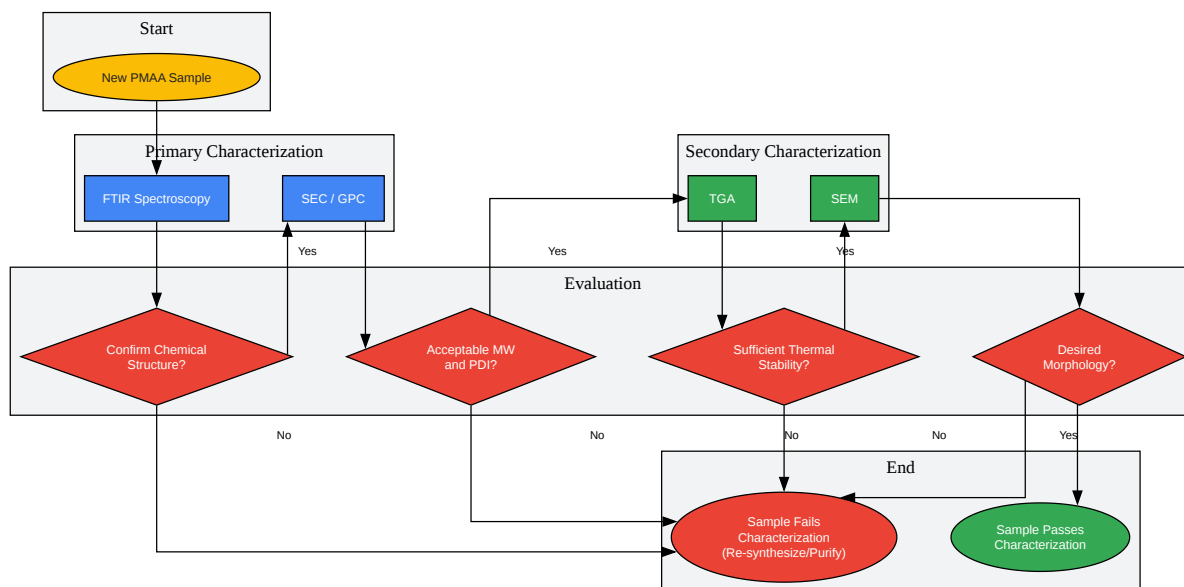 Start
New PMAA Sample
Primary Characterization
Secondary Characterization
FTIR Spectroscopy
SEC / GPC
TGA
SEM
Yes
Yes
Yes
Evaluation
Confirm Chemical
Structure?
Acceptable MW
and PDI?
Sufficient Thermal
Stability?
Desired
Morphology?
No
No
No
No
Yes
End
Sample Fails
Characterization
(Re-synthesize/Purify)
Sample Passes
Characterization